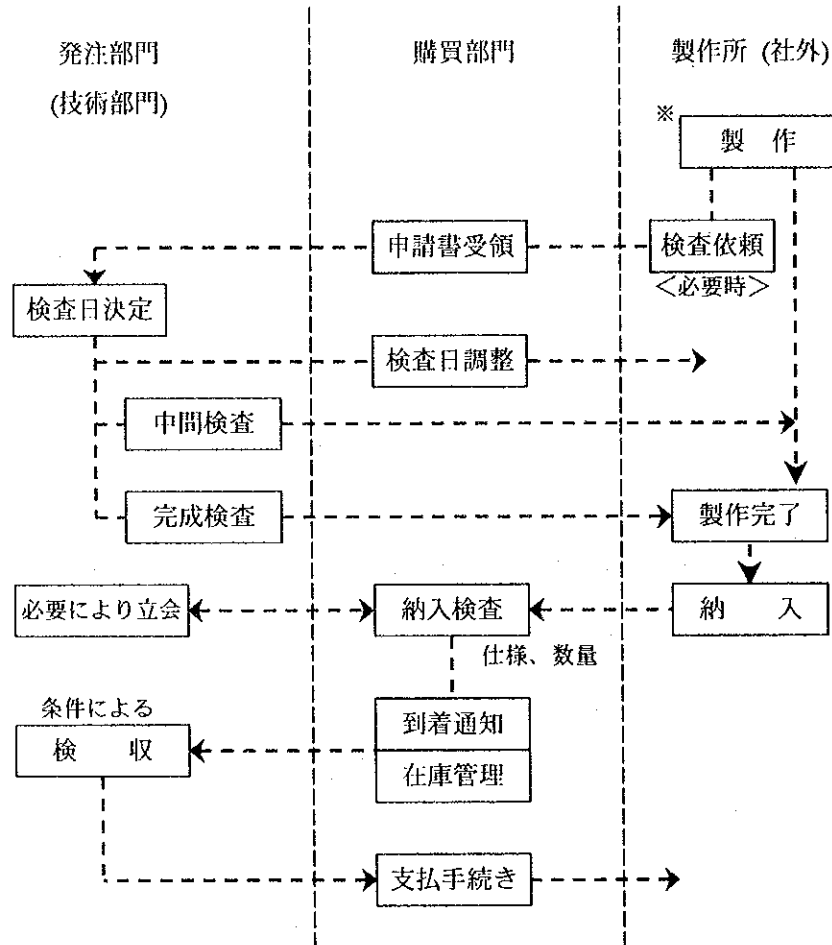 発注部門
(技術部門)
購買部門
製作所 (社外)
※
製 作
申請書受領
検査依頼
＜必要時＞
検査日決定
検査日調整
中間検査
完成検査
製作完了
必要により立会
納入検査
納 入
仕様、数量
条件による
検 収
到着通知
在庫管理
支払手続き